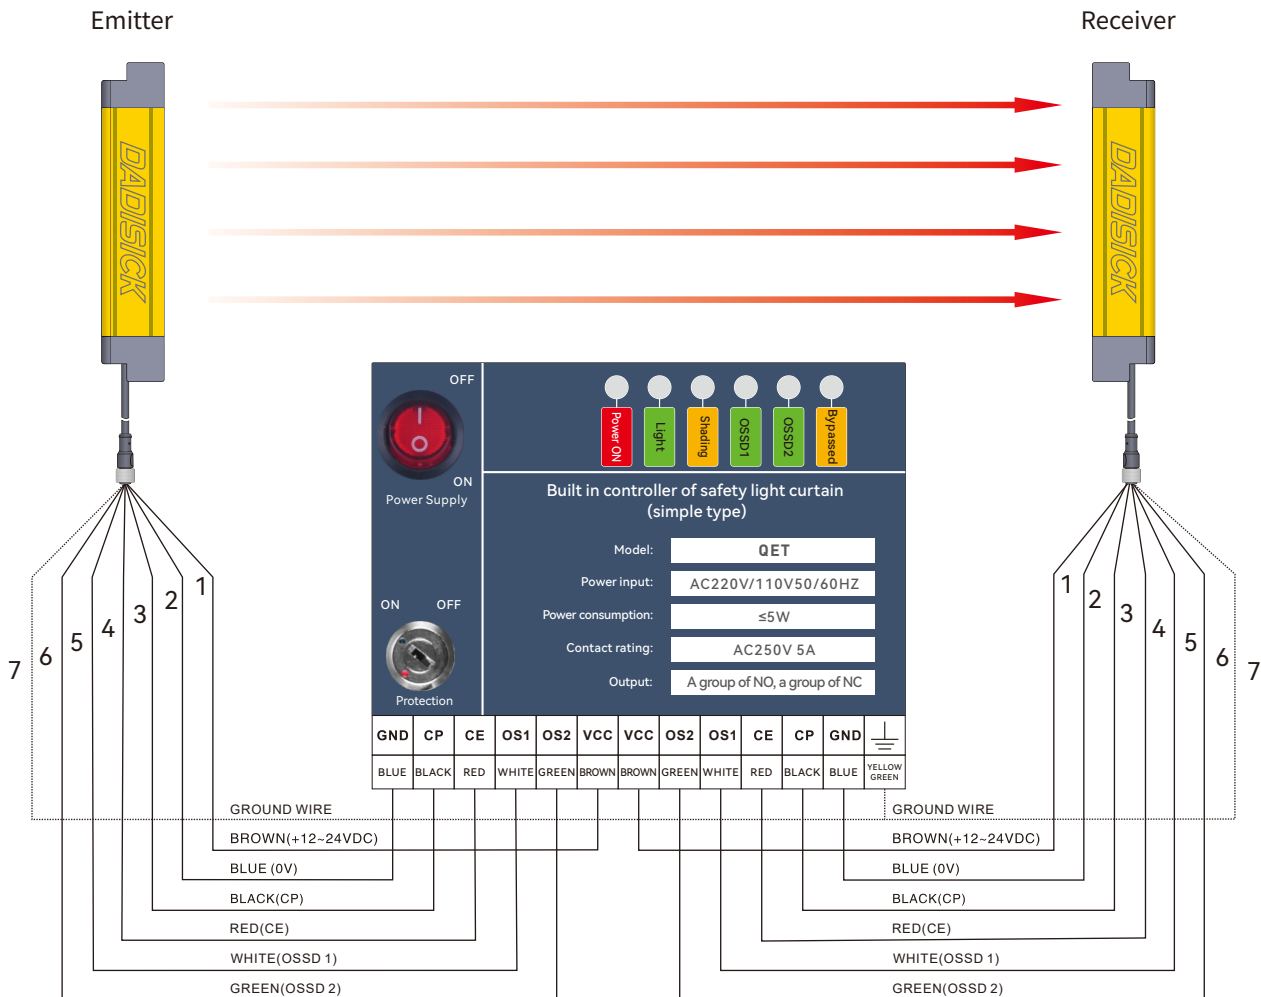 Emitter
Receiver
DADISICK
DADISICK
OFF
ON
Power Supply
Power ON
Light
Shading
OSSD1
OSSD2
Bypassed
Built in controller of safety light curtain
(simple type)
Model: QET
Power input: AC220V/110V50/60HZ
Power consumption: ≤5W
Contact rating: AC250V 5A
Output: A group of NO, a group of NC
ON OFF
Protection
GND CP CE OS1 OS2 VCC VCC OS2 OS1 CE CP GND
BLUE BLACK RED WHITE GREEN BROWN BROWN GREEN WHITE RED BLACK BLUE YELLOW GREEN
7 6 5 4 3 2 1
1 2 3 4 5 6 7
GROUND WIRE
BROWN(+12~24VDC)
BLUE (0V)
BLACK(CP)
RED(CE)
WHITE(OSSD 1)
GREEN(OSSD 2)
GROUND WIRE
BROWN(+12~24VDC)
BLUE (0V)
BLACK(CP)
RED(CE)
WHITE(OSSD 1)
GREEN(OSSD 2)